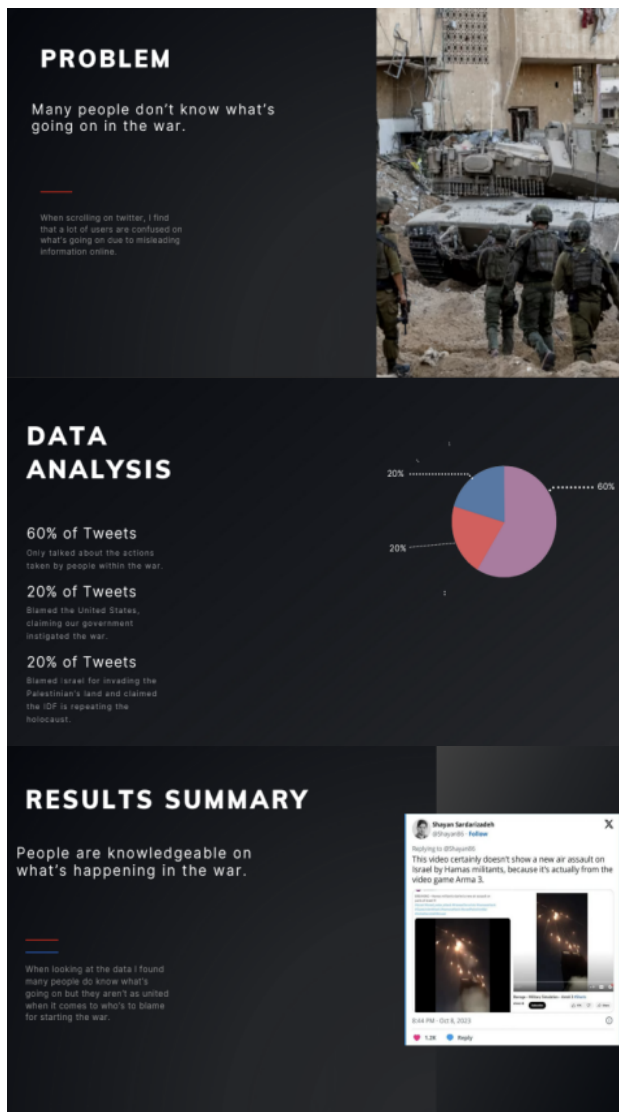 PROBLEM
Many people don't know what's
going on in the war.
When scrolling on twitter, I find
that a lot of users are confused on
what's going on due to misleading
information online.
DATA
ANALYSIS
20%
60%
20%
60% of Tweets
Only talked about the actions
taken by people within the war.
20% of Tweets
Blamed the United States,
claiming our government
instigated the war.
20% of Tweets
Blamed Israel for invading the
Palestinian's land and claimed
the IDF is repeating the
holocaust.
RESULTS SUMMARY
People are knowledgeable on
what's happening in the war.
When looking at the data I found
many people do know what's
going on but they aren't as united
when it comes to who's to blame
for starting the war.
Shayan Sardarizadeh
@Shayan86 · Follow
Replying to @Shayan86
This video certainly doesn't show a new air assault on
Israel by Hamas militants, because it's actually from the
video game Arma 3.
8:44 PM · Oct 8, 2023
1.2K Reply